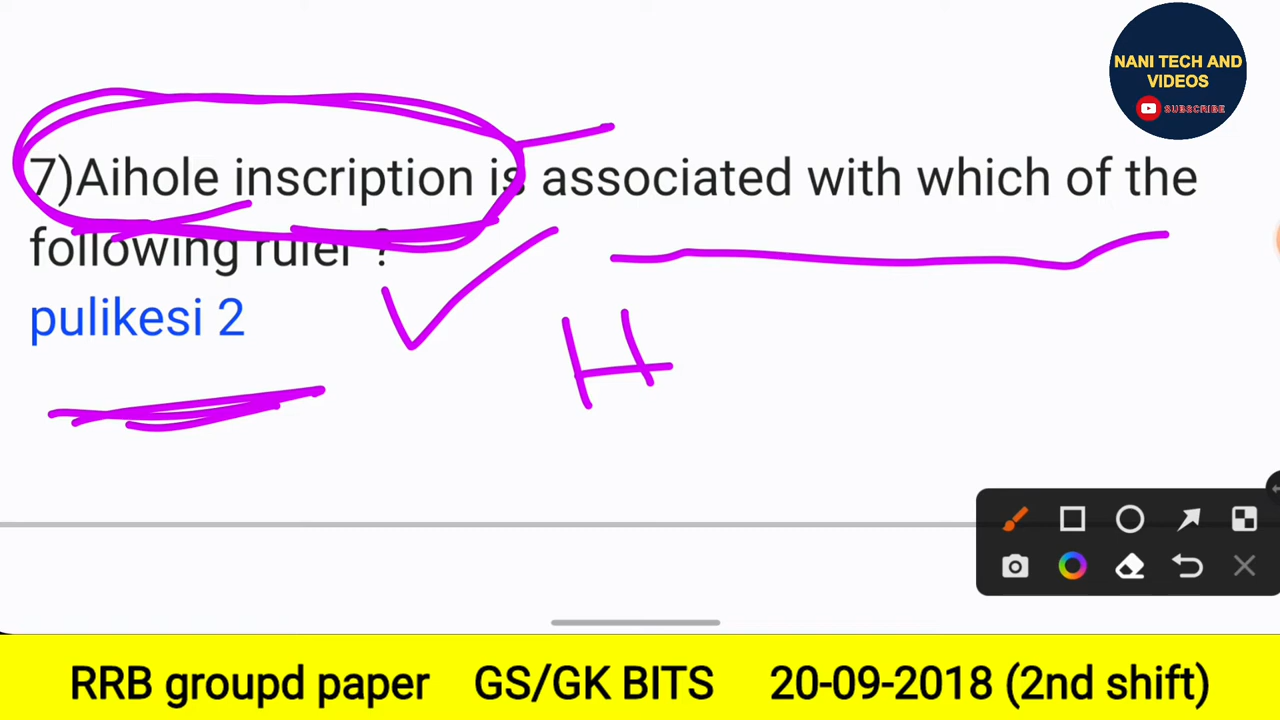 NANI TECH AND
VIDEOS
SUBSCRIBE
7)Aihole inscription is associated with which of the
following ruler ?
pulikesi 2
H
RRB groupd paper GS/GK BITS 20-09-2018 (2nd shift)